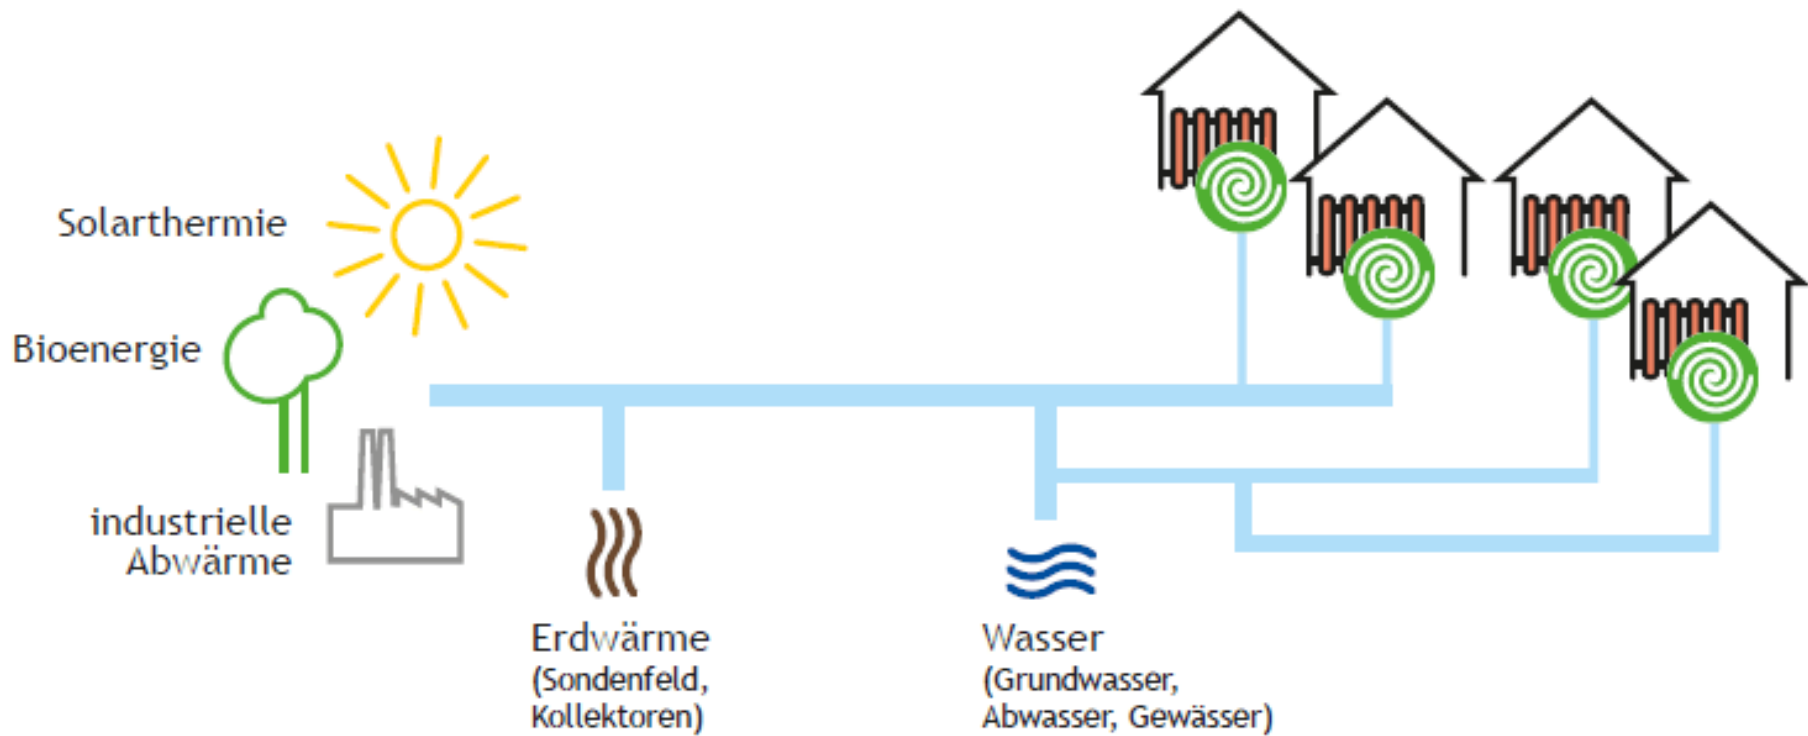 Solarthermie
Bioenergie
industrielle
Abwärme
Erdwärme
(Sondenfeld,
Kollektoren)
Wasser
(Grundwasser,
Abwasser, Gewässer)